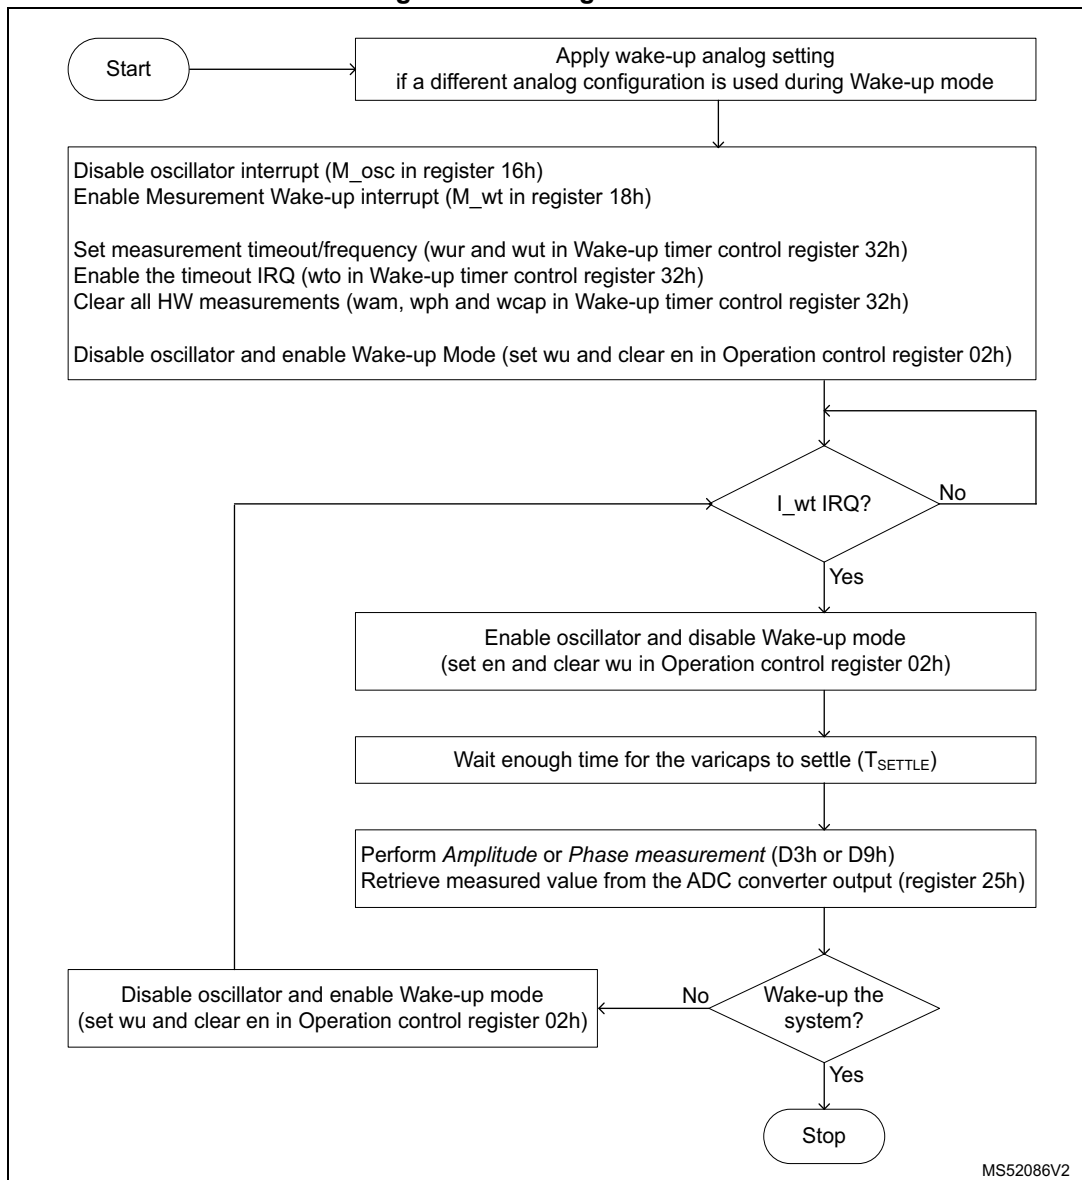 Start
Apply wake-up analog setting
if a different analog configuration is used during Wake-up mode
Disable oscillator interrupt (M_osc in register 16h)
Enable Mesurement Wake-up interrupt (M_wt in register 18h)
Set measurement timeout/frequency (wur and wut in Wake-up timer control register 32h)
Enable the timeout IRQ (wto in Wake-up timer control register 32h)
Clear all HW measurements (wam, wph and wcap in Wake-up timer control register 32h)
Disable oscillator and enable Wake-up Mode (set wu and clear en in Operation control register 02h)
I_wt IRQ?
No
Yes
Enable oscillator and disable Wake-up mode
(set en and clear wu in Operation control register 02h)
Wait enough time for the varicaps to settle (TSETTLE)
Perform Amplitude or Phase measurement (D3h or D9h)
Retrieve measured value from the ADC converter output (register 25h)
Disable oscillator and enable Wake-up mode
(set wu and clear en in Operation control register 02h)
No
Wake-up the
system?
Yes
Stop
MS52086V2